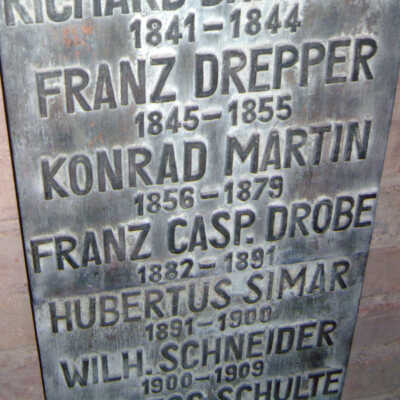 RICHARD
1841–1844
FRANZ DREPPER
1845–1855
KONRAD MARTIN
1856–1879
FRANZ CASP. DROBE
1882–1891
HUBERTUS SIMAR
1891–1900
WILH. SCHNEIDER
1900–1909
SCHULTE